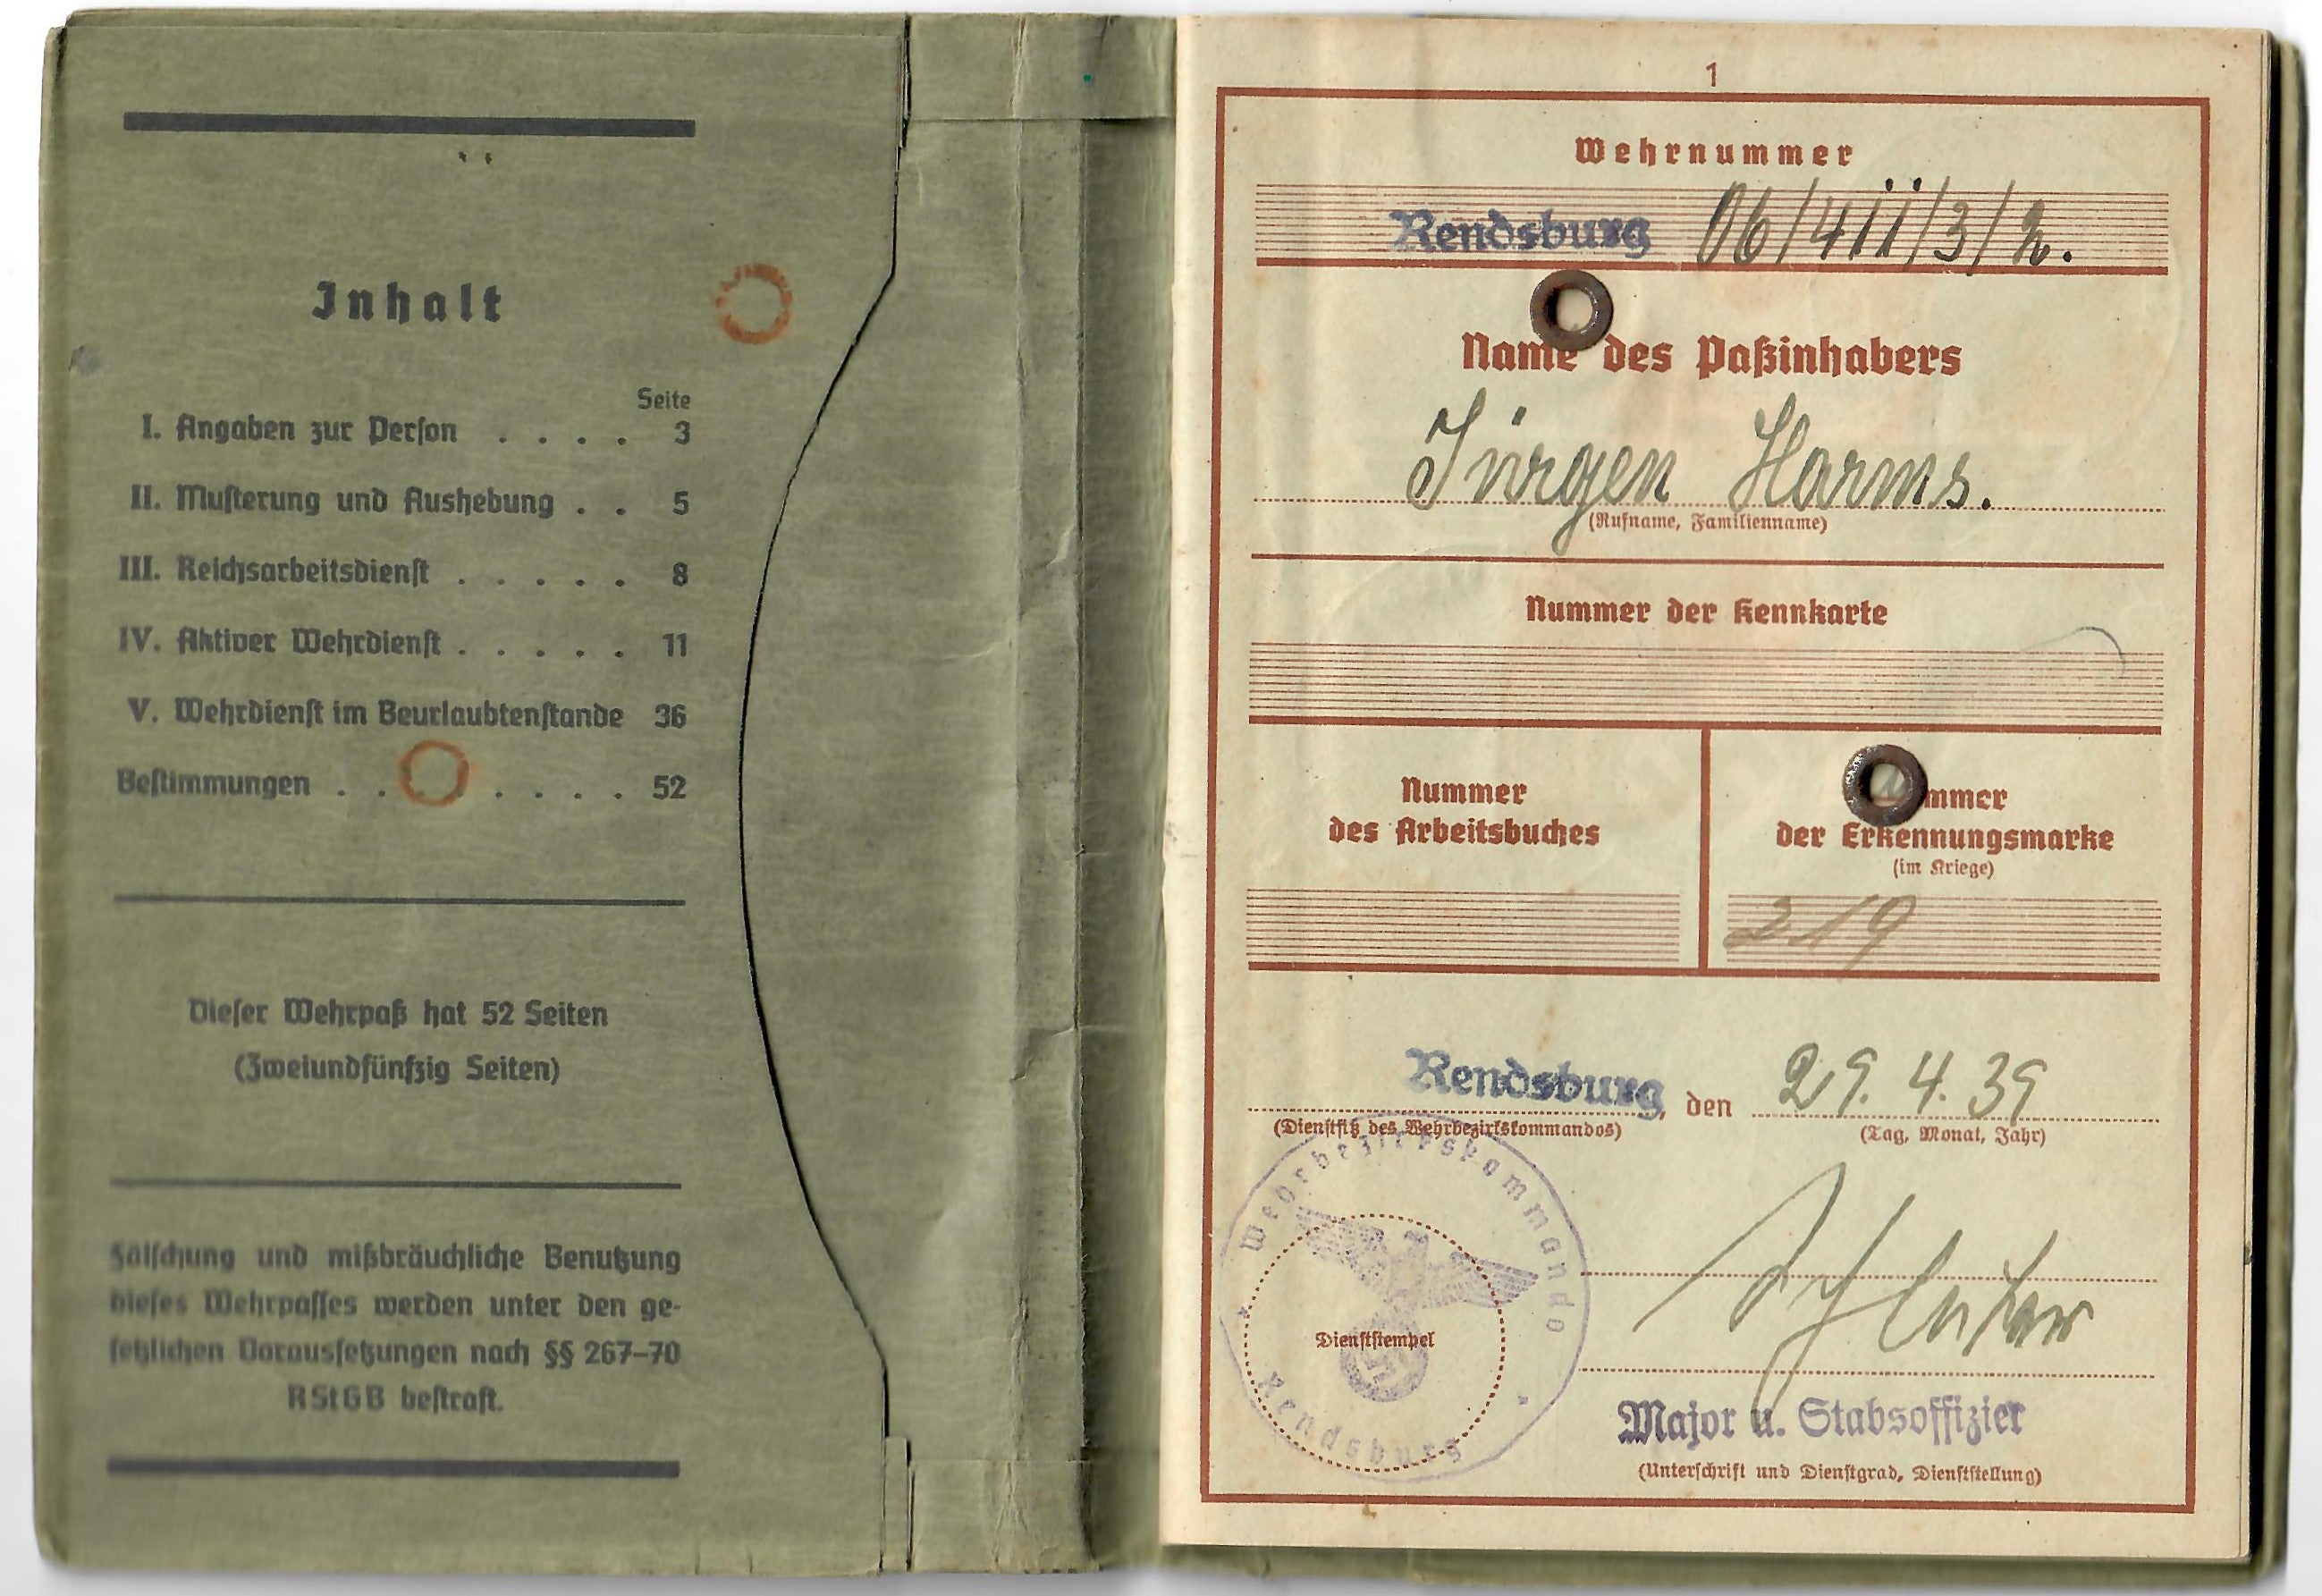 Inhalt
Seite
I. Angaben zur Perſon . . . . 3
II. Muſterung und Aushebung . . 5
III. Reichsarbeitsdienſt . . . . . 8
IV. Aktiver Wehrdienſt . . . . . 11
V. Wehrdienſt im Beurlaubtenſtande 36
Beſtimmungen . . . . . . 52
Dieſer Wehrpaß hat 52 Seiten
(Zweiundfünfzig Seiten)
Fälſchung und mißbräuchliche Benutzung
dieſes Wehrpaſſes werden unter den ge-
ſetzlichen Vorausſetzungen nach §§ 267–70
RStGB beſtraft.
1
Wehrnummer
Rendsburg 06/411/3/2.
Name des Paßinhabers
Jürgen Harms.
(Rufname, Familienname)
Nummer der Kennkarte
Nummer
des Arbeitsbuches
mmer
der Erkennungsmarke
(im Kriege)
219
Rendsburg, den 29. 4. 39
(Dienſtſitz des Wehrbezirkskommandos)
(Tag, Monat, Jahr)
Wehrbezirkskommando
Dienſtſtempel
Rendsburg
Major u. Stabsoffizier
(Unterſchrift und Dienſtgrad, Dienſtſtellung)